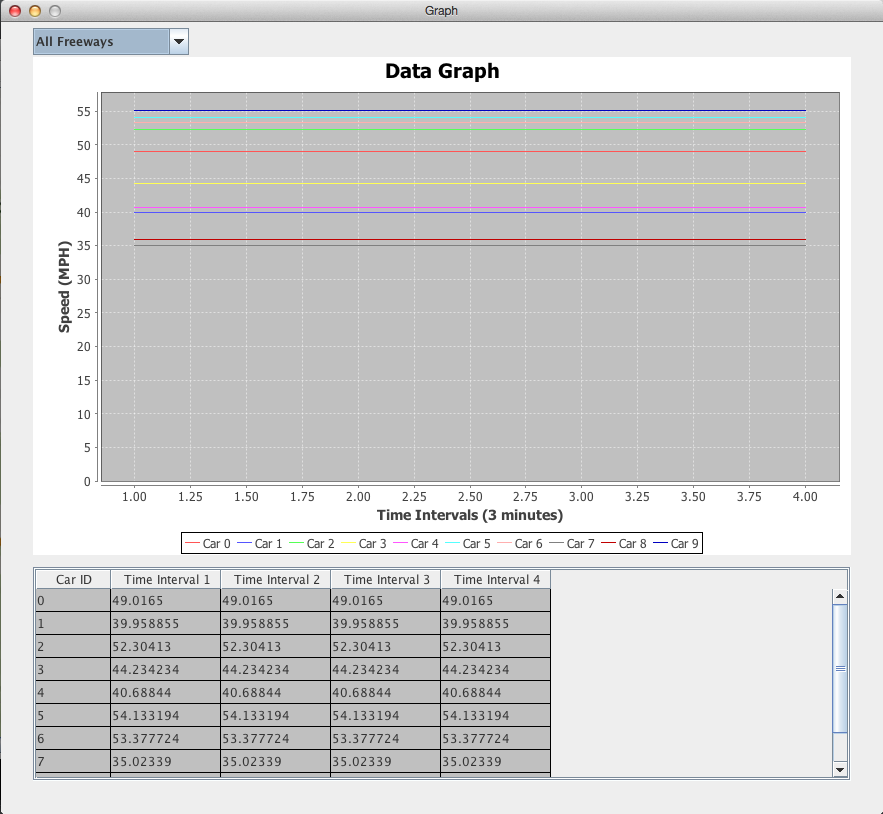 Graph
All Freeways
Data Graph
55
50
45
40
35
30
25
20
15
10
5
0
Speed (MPH)
1.00 1.25 1.50 1.75 2.00 2.25 2.50 2.75 3.00 3.25 3.50 3.75 4.00
Time Intervals (3 minutes)
Car 0 Car 1 Car 2 Car 3 Car 4 Car 5 Car 6 Car 7 Car 8 Car 9
Car ID Time Interval 1 Time Interval 2 Time Interval 3 Time Interval 4
0 49.0165 49.0165 49.0165 49.0165
1 39.958855 39.958855 39.958855 39.958855
2 52.30413 52.30413 52.30413 52.30413
3 44.234234 44.234234 44.234234 44.234234
4 40.68844 40.68844 40.68844 40.68844
5 54.133194 54.133194 54.133194 54.133194
6 53.377724 53.377724 53.377724 53.377724
7 35.02339 35.02339 35.02339 35.02339